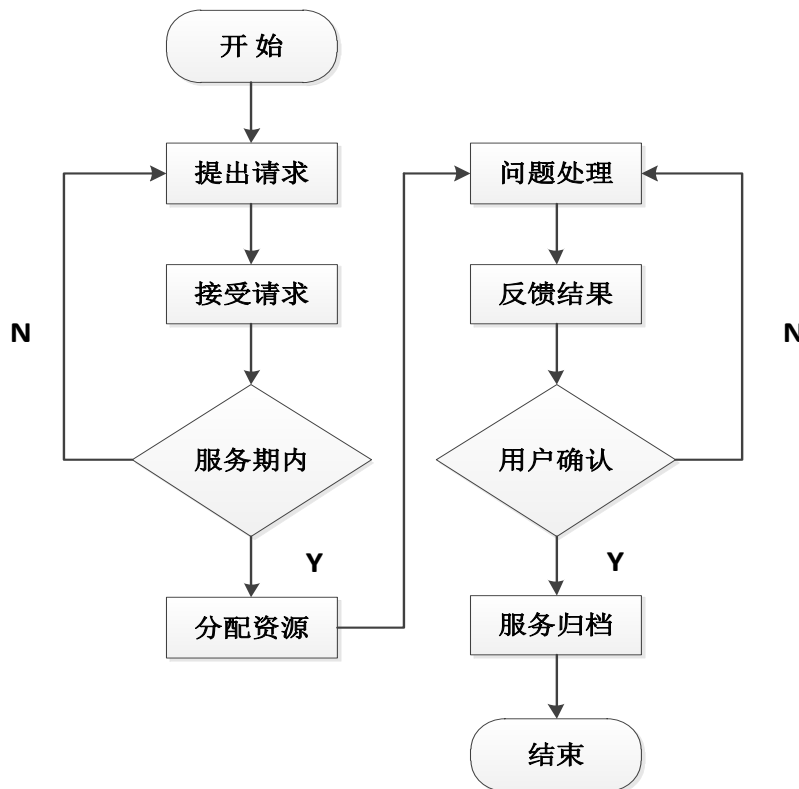 开 始
提出请求
接受请求
N
服务期内
Y
分配资源
问题处理
反馈结果
N
用户确认
Y
服务归档
结束